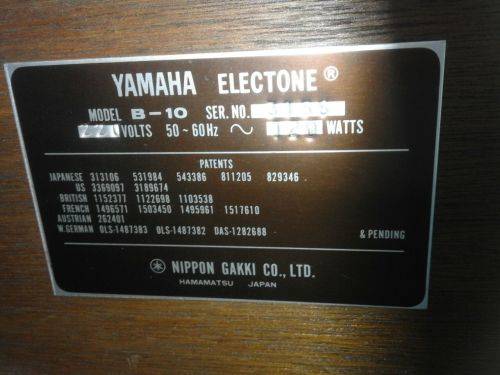 YAMAHA ELECTONE®
MODEL B-10 SER. NO.
220 VOLTS 50~60Hz ~ WATTS
PATENTS
JAPANESE 313106 531984 543386 811205 829346
US 3369097 3189674
BRITISH 1152377 1122698 1103538
FRENCH 1496571 1503450 1495961 1517610
AUSTRIAN 262401
W.GERMAN OLS-1487383 OLS-1487382 DAS-1282688 & PENDING
NIPPON GAKKI CO., LTD.
HAMAMATSU JAPAN